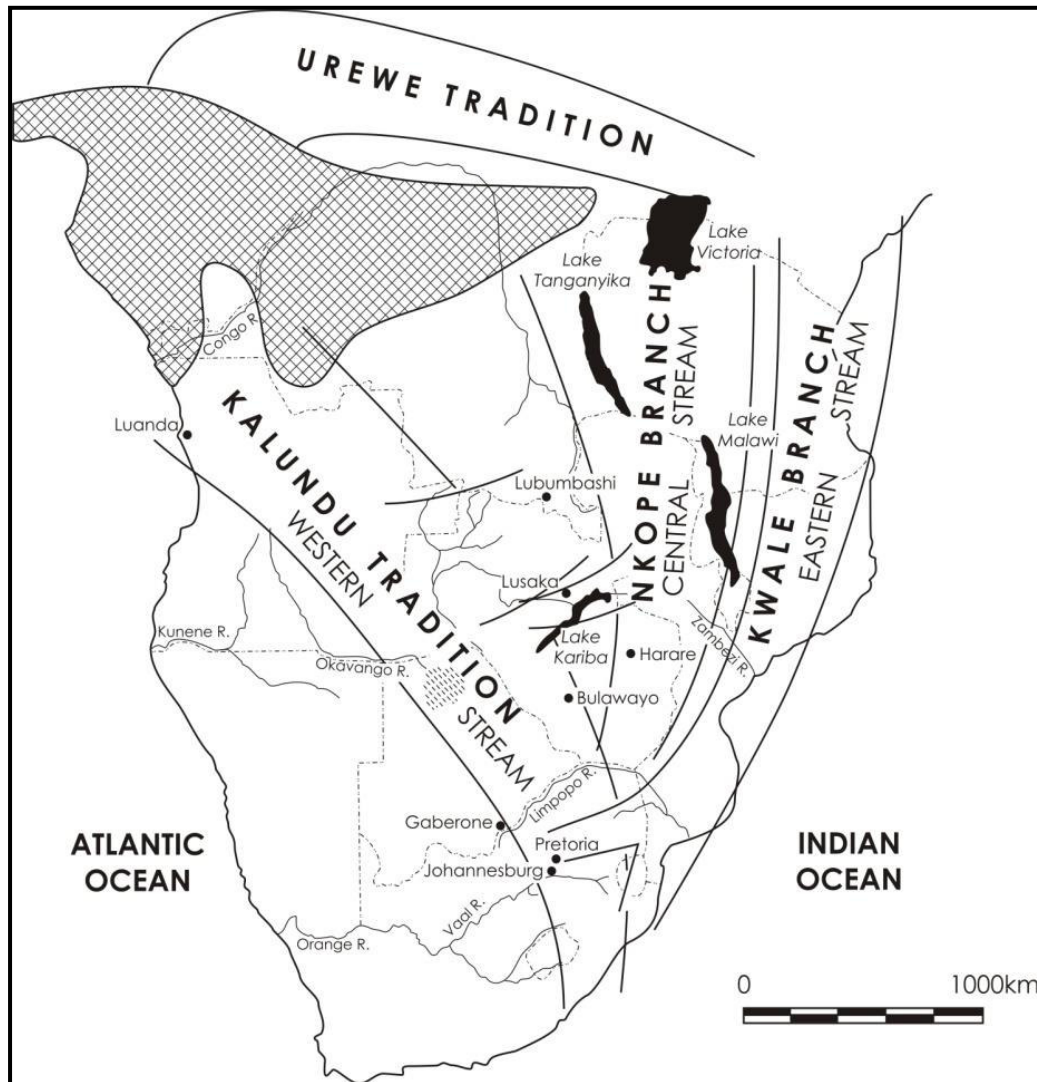 UREWE TRADITION
Lake
Victoria
Lake
Tanganyika
Congo R.
NKOPE BRANCH
CENTRAL STREAM
KWALE BRANCH
EASTERN STREAM
Luanda
KALUNDU TRADITION
WESTERN STREAM
Lake
Malawi
Lubumbashi
Lusaka
Kunene R.
Okavango R.
Lake
Kariba
Harare
Zambezi R.
Bulawayo
Limpopo R.
Gaberone
Pretoria
Johannesburg
ATLANTIC
OCEAN
INDIAN
OCEAN
Vaal R.
Orange R.
0 1000km